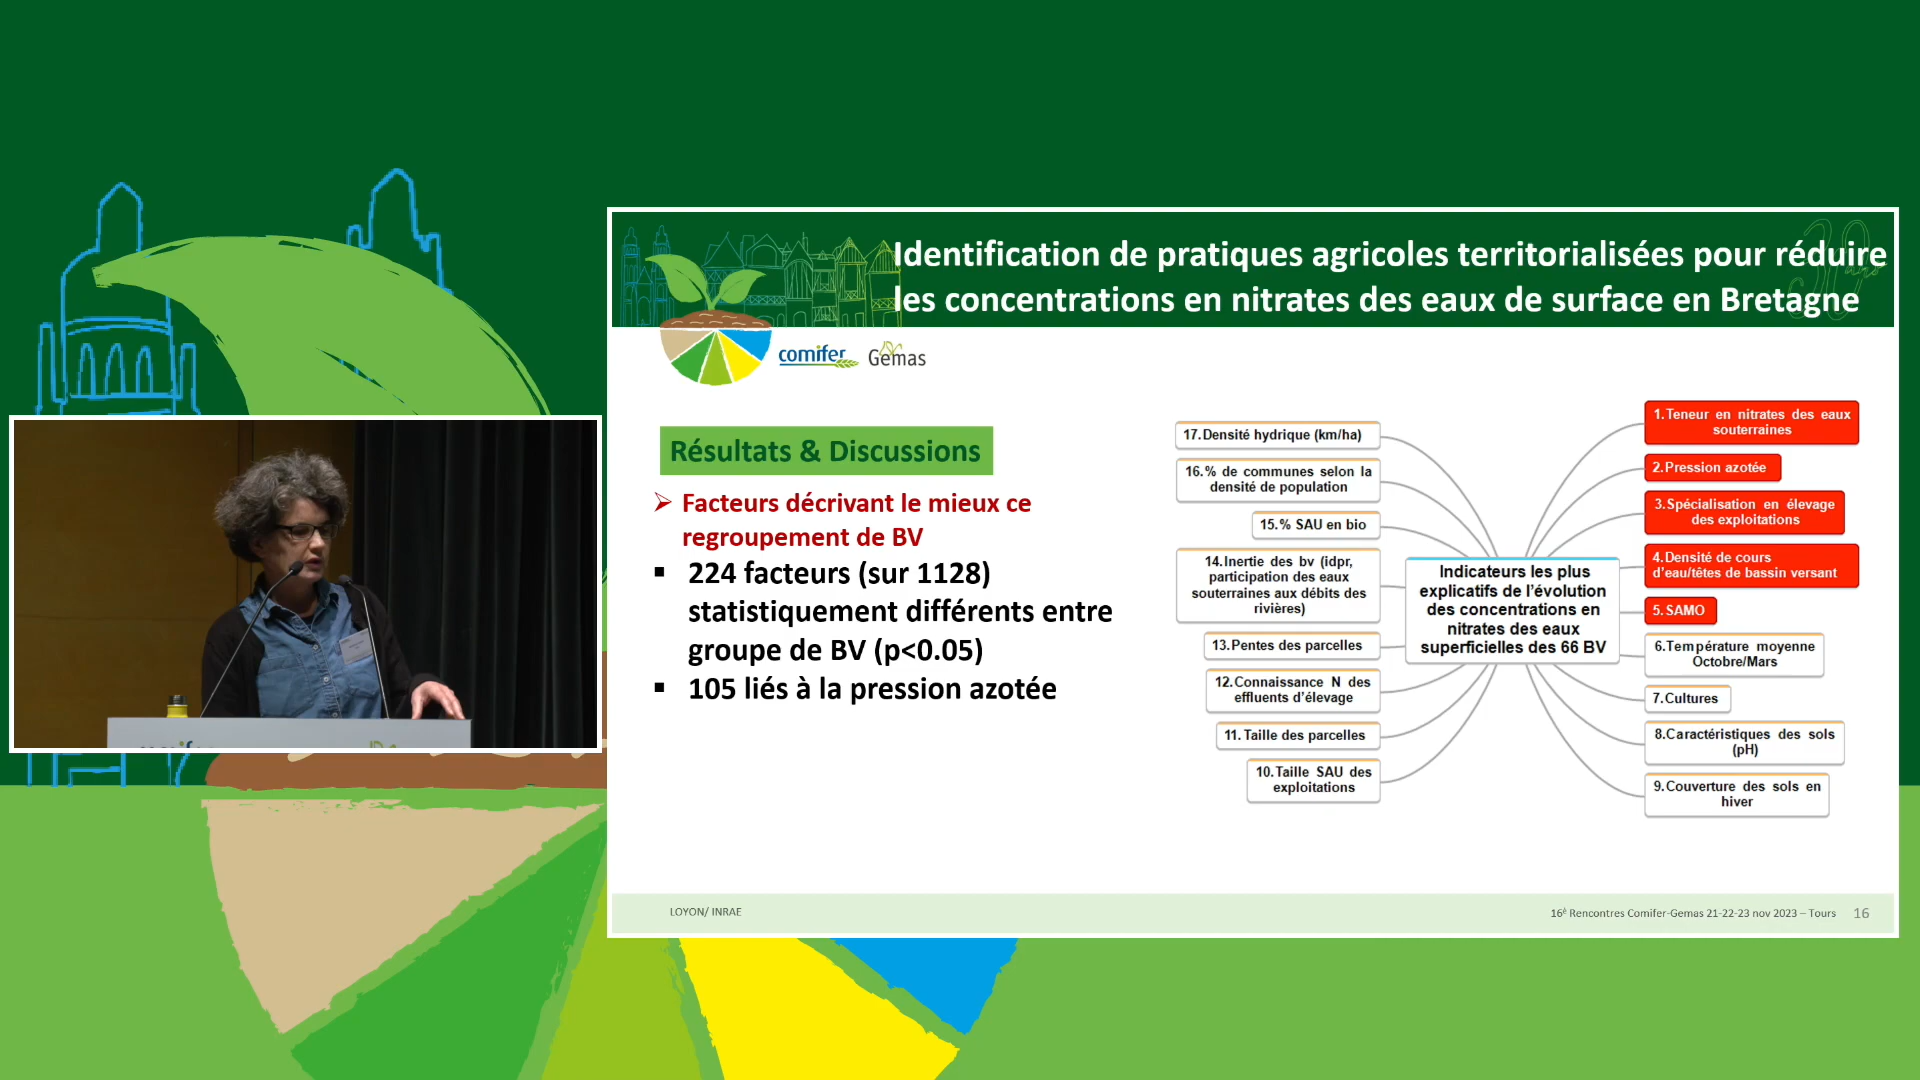 Identification de pratiques agricoles territorialisées pour réduire
les concentrations en nitrates des eaux de surface en Bretagne
comifer
Gemas
Résultats & Discussions
➢ Facteurs décrivant le mieux ce
regroupement de BV
▪ 224 facteurs (sur 1128)
statistiquement différents entre
groupe de BV (p<0.05)
▪ 105 liés à la pression azotée
Indicateurs les plus
explicatifs de l'évolution
des concentrations en
nitrates des eaux
superficielles des 66 BV
1.Teneur en nitrates des eaux
souterraines
2.Pression azotée
3.Spécialisation en élevage
des exploitations
4.Densité de cours
d'eau/têtes de bassin versant
5. SAMO
6.Température moyenne
Octobre/Mars
7.Cultures
8.Caractéristiques des sols
(pH)
9.Couverture des sols en
hiver
10.Taille SAU des
exploitations
11. Taille des parcelles
12.Connaissance N des
effluents d'élevage
13.Pentes des parcelles
14.Inertie des bv (idpr,
participation des eaux
souterraines aux débits des
rivières)
15.% SAU en bio
16.% de communes selon la
densité de population
17.Densité hydrique (km/ha)
LOYON/ INRAE
16è Rencontres Comifer-Gemas 21-22-23 nov 2023 – Tours
16